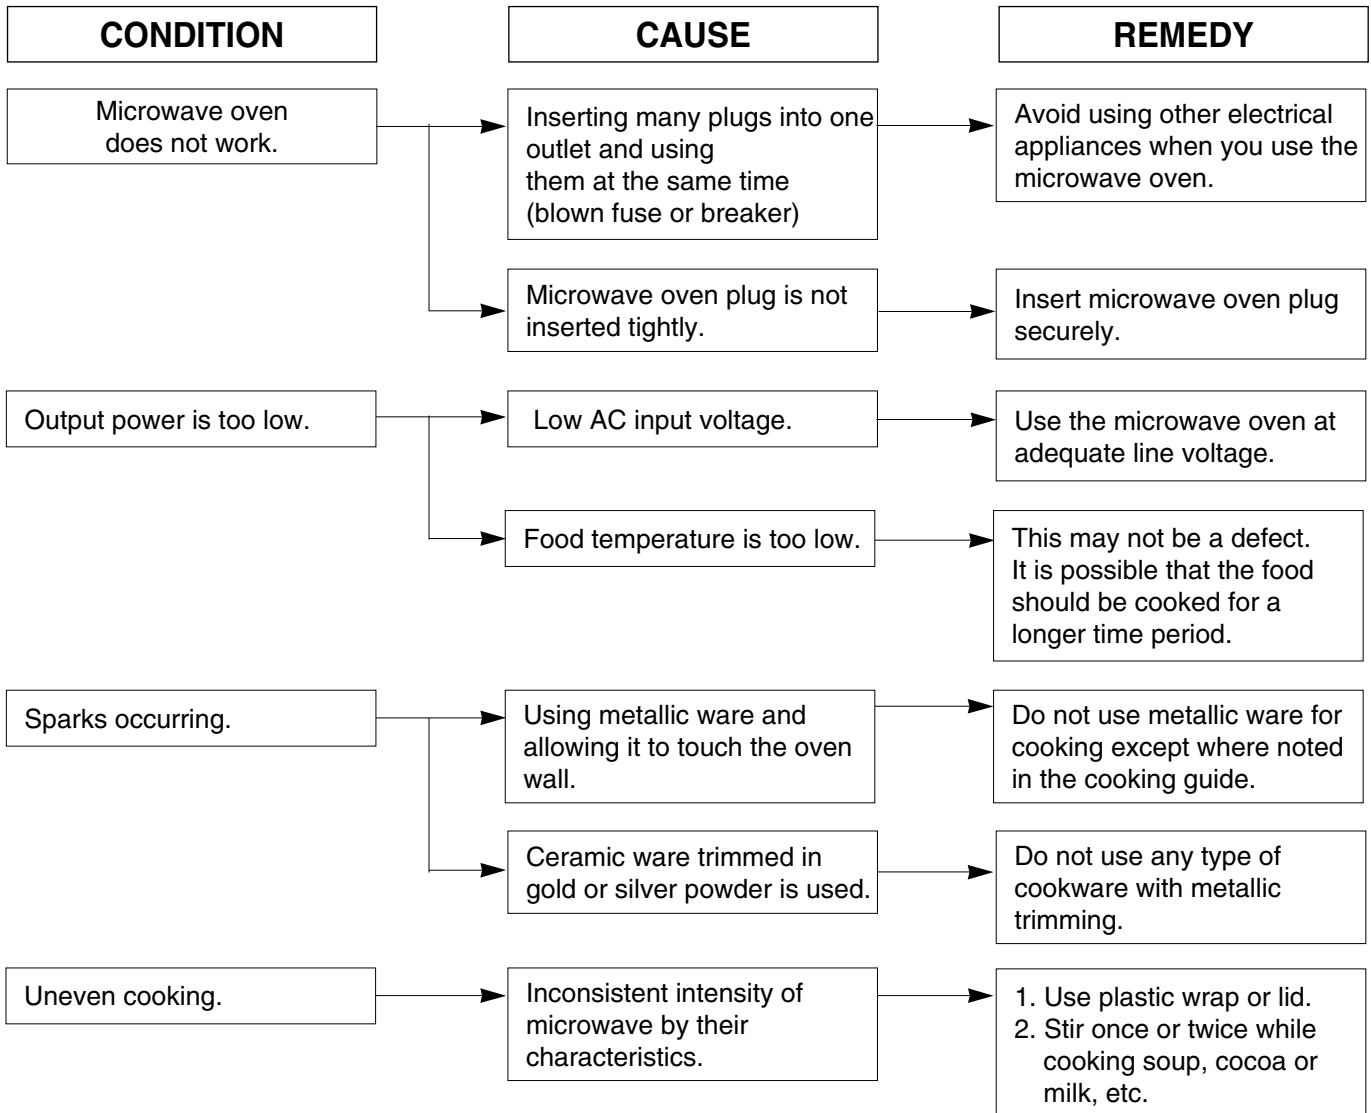 CONDITION
CAUSE
REMEDY
Microwave oven
does not work.
Inserting many plugs into one
outlet and using
them at the same time
(blown fuse or breaker)
Avoid using other electrical
appliances when you use the
microwave oven.
Microwave oven plug is not
inserted tightly.
Insert microwave oven plug
securely.
Output power is too low.
Low AC input voltage.
Use the microwave oven at
adequate line voltage.
Food temperature is too low.
This may not be a defect.
It is possible that the food
should be cooked for a
longer time period.
Sparks occurring.
Using metallic ware and
allowing it to touch the oven
wall.
Do not use metallic ware for
cooking except where noted
in the cooking guide.
Ceramic ware trimmed in
gold or silver powder is used.
Do not use any type of
cookware with metallic
trimming.
Uneven cooking.
Inconsistent intensity of
microwave by their
characteristics.
1. Use plastic wrap or lid.
2. Stir once or twice while
cooking soup, cocoa or
milk, etc.